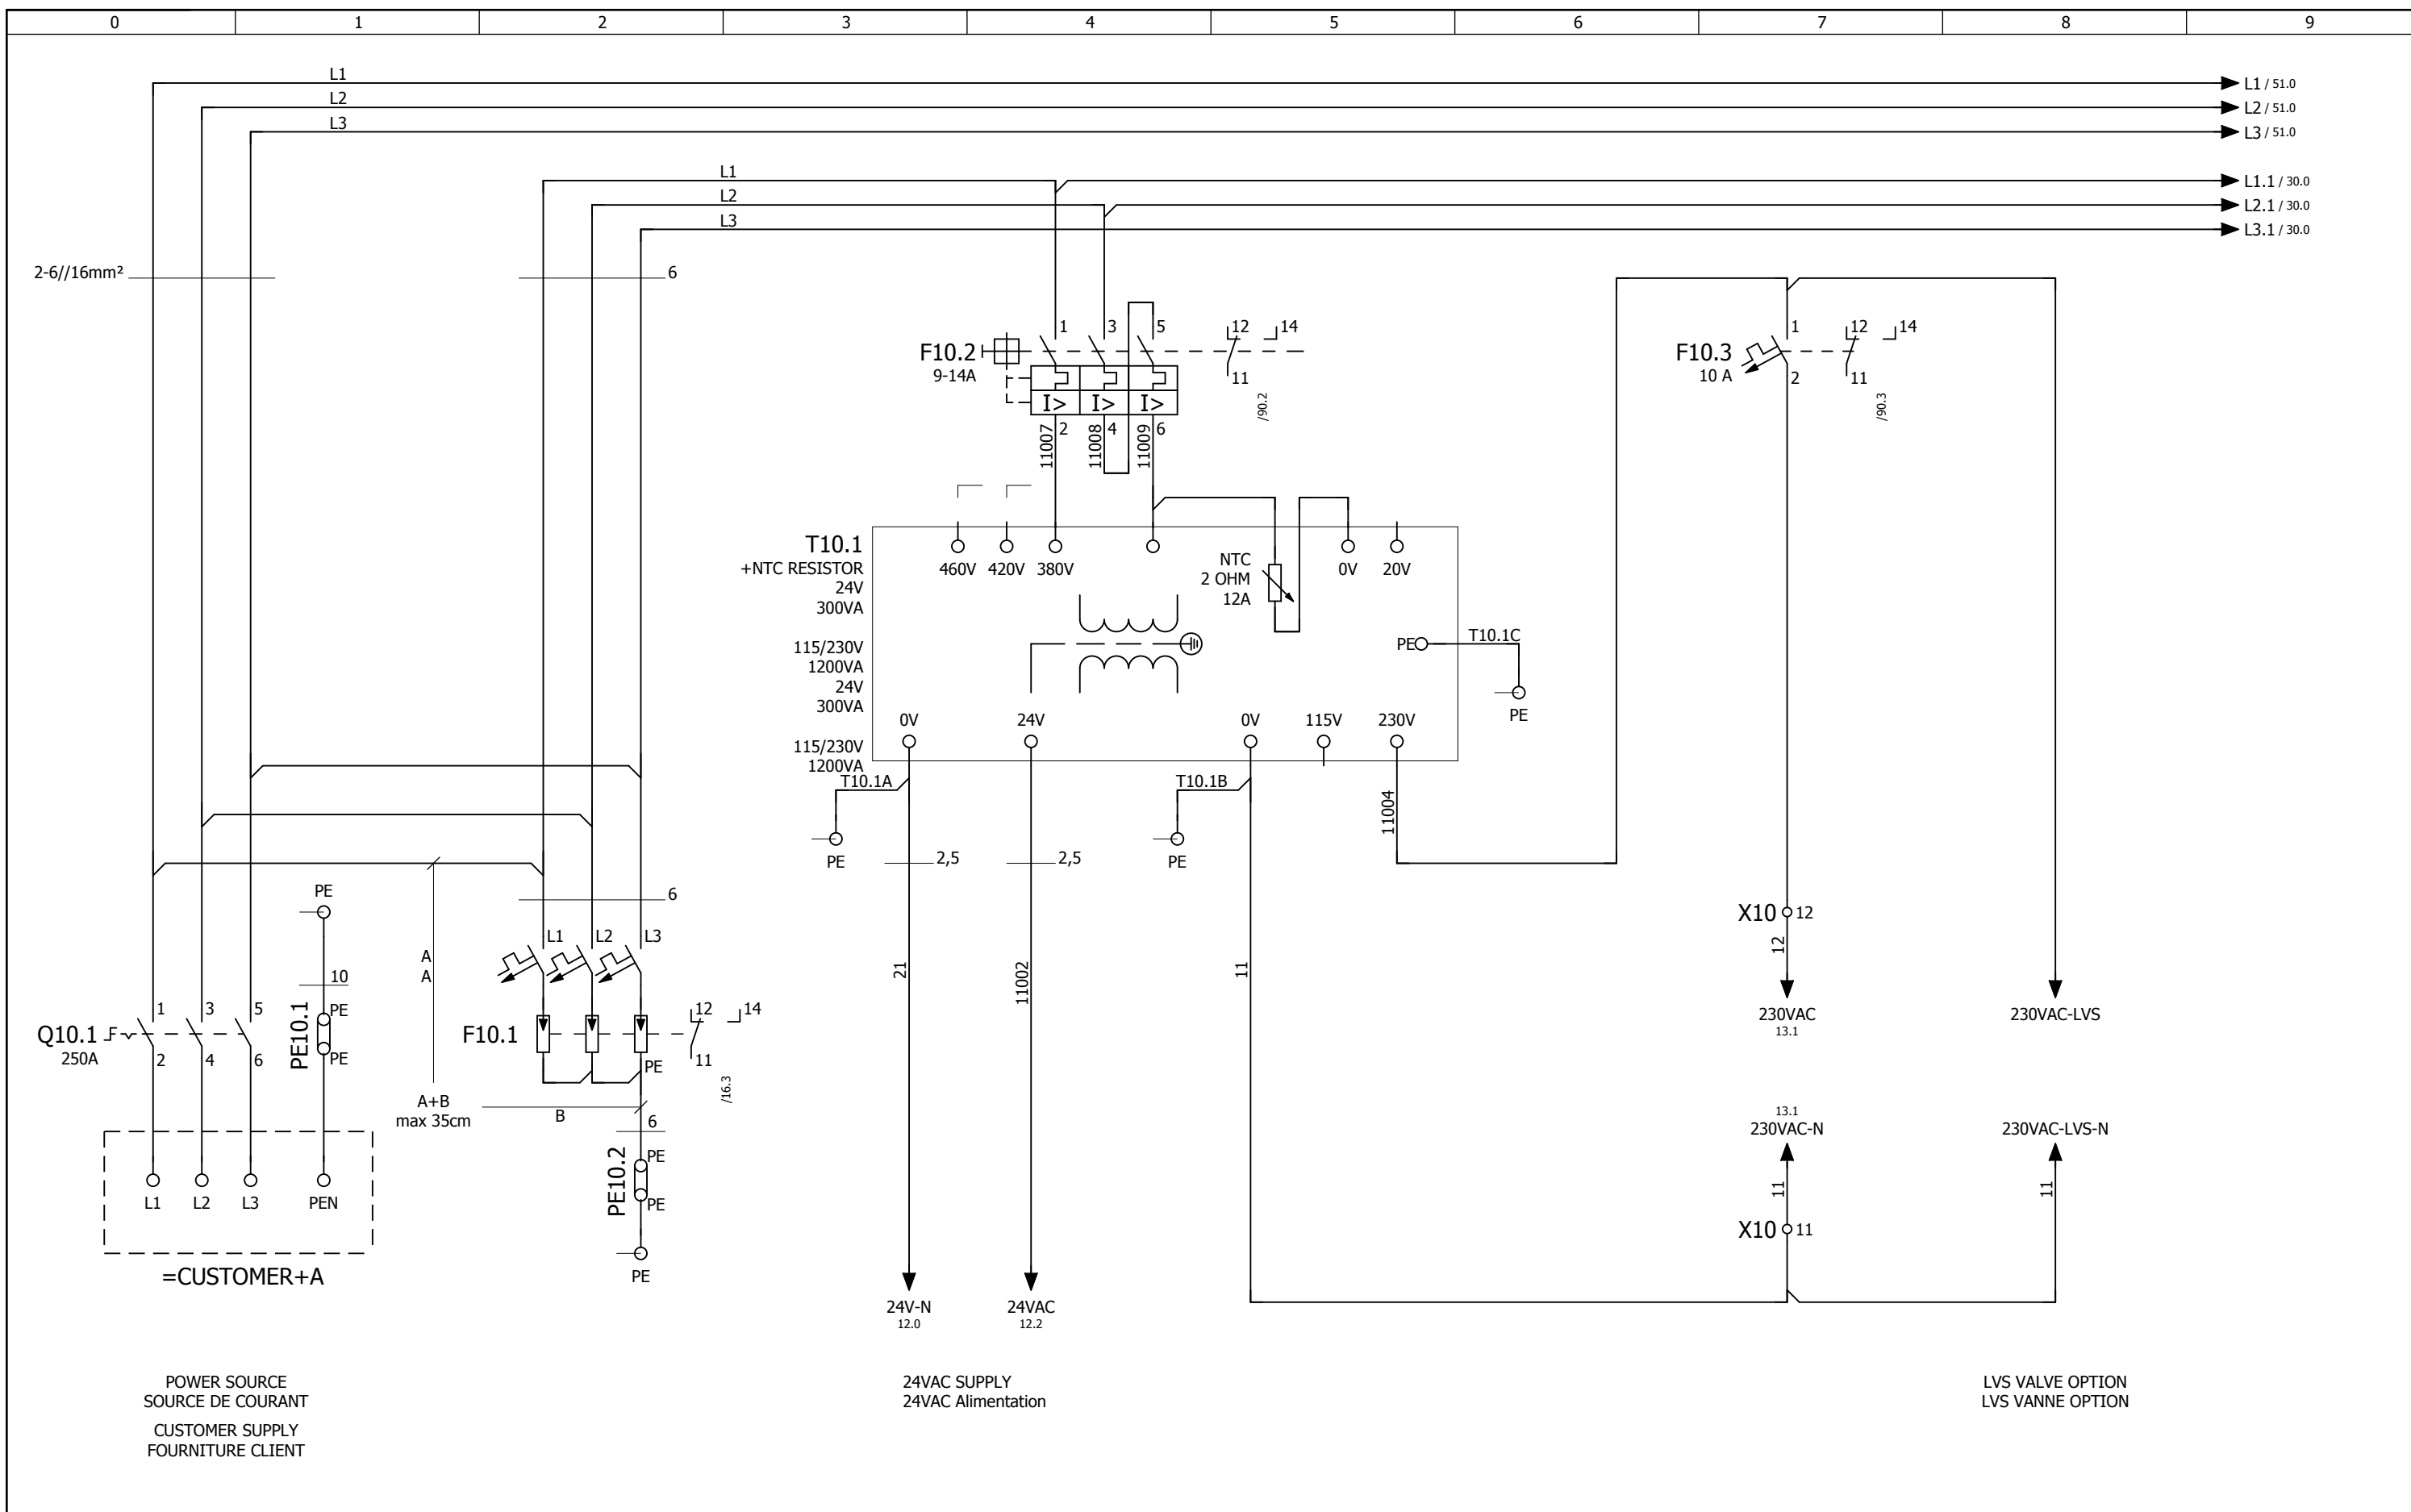 0 1 2 3 4 5 6 7 8 9
L1
L1 / 51.0
L2
L2 / 51.0
L3
L3 / 51.0
L1
L1.1 / 30.0
L2
L2.1 / 30.0
L3
L3.1 / 30.0
2-6//16mm²
6
1 3 5 12 14
F10.2
9-14A
11
/90.2
2 4 6
11007
11008
11009
1 12 14
F10.3
10 A
2 11
/90.3
T10.1
+NTC RESISTOR
24V
300VA
115/230V
1200VA
24V
300VA
115/230V
1200VA
460V 420V 380V
NTC
2 OHM
12A
0V 20V
PE
T10.1C
PE
0V 24V 0V 115V 230V
T10.1A
PE
T10.1B
PE
11004
2,5
2,5
21
11002
11
PE
10
PE10.1
PE
PE
A
A
6
L1 L2 L3
Q10.1
250A
1 3 5
2 4 6
F10.1
12 14
11
/16.3
PE
A+B
max 35cm
B
6
PE10.2
PE
PE
PE
L1 L2 L3 PEN
=CUSTOMER+A
X10 12
12
230VAC
13.1
230VAC-LVS
13.1
230VAC-N
230VAC-LVS-N
11
11
X10 11
24V-N
12.0
24VAC
12.2
POWER SOURCE
SOURCE DE COURANT
CUSTOMER SUPPLY
FOURNITURE CLIENT
24VAC SUPPLY
24VAC Alimentation
LVS VALVE OPTION
LVS VANNE OPTION
I> I> I>